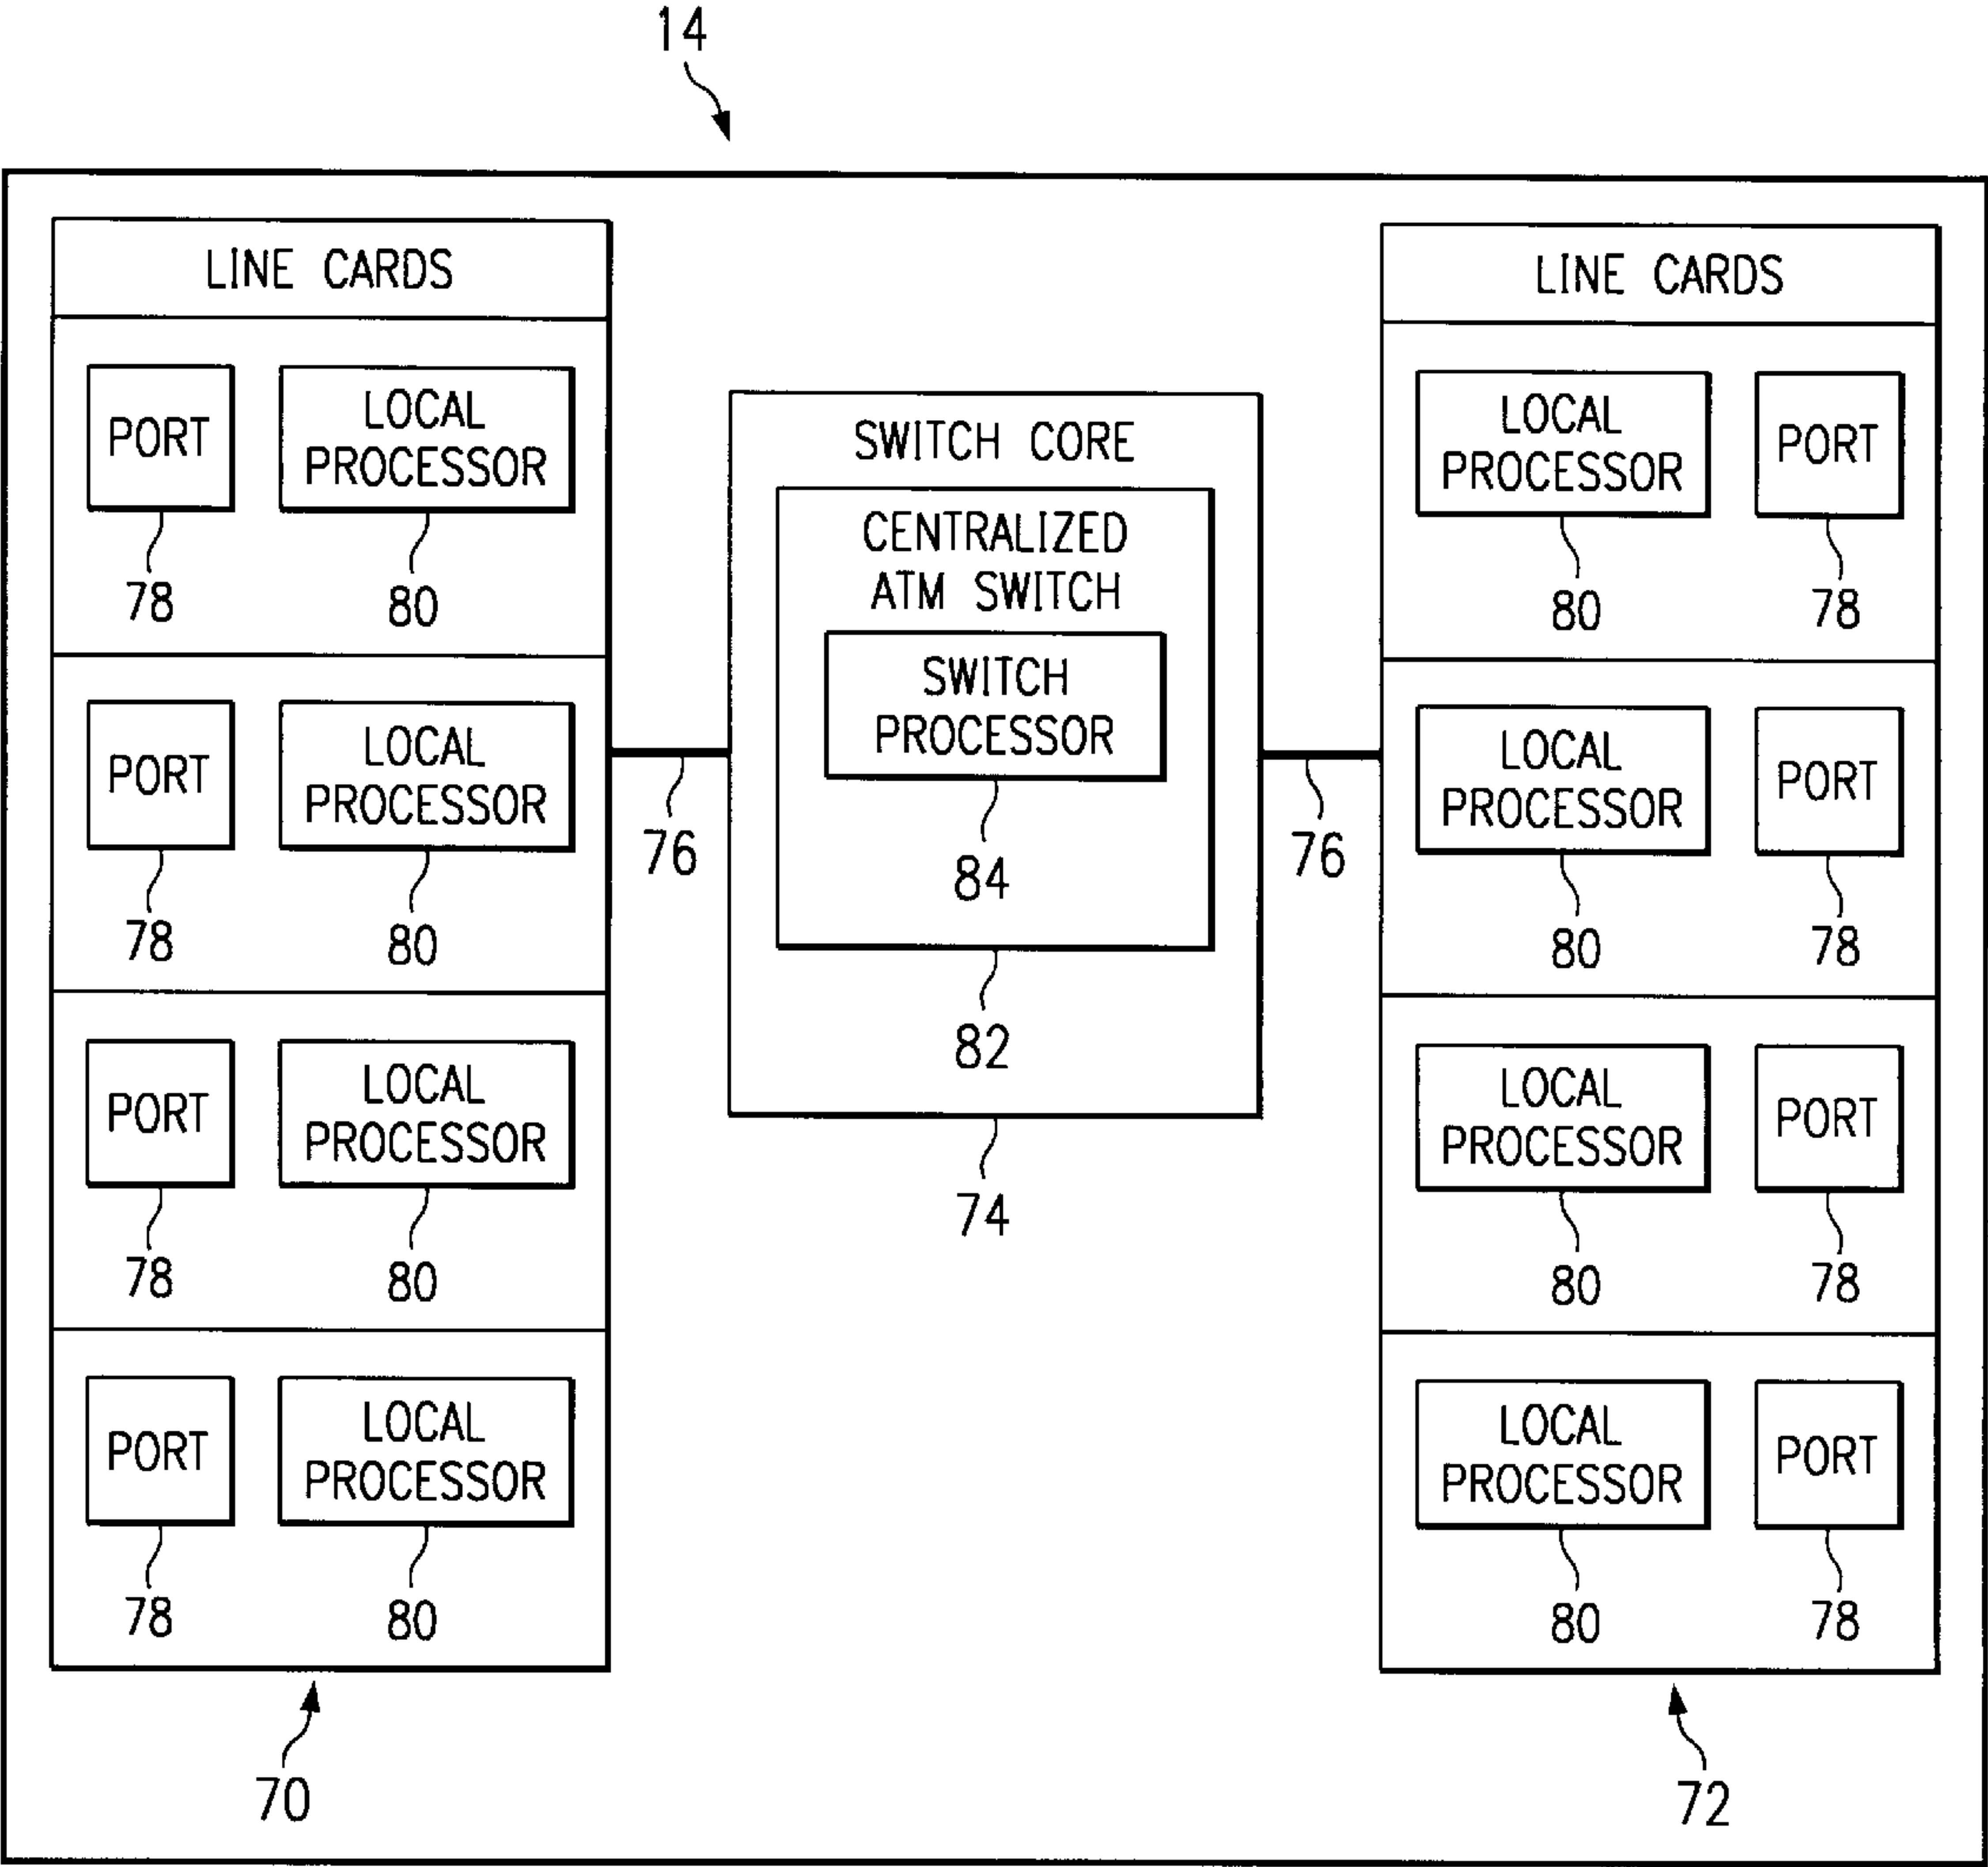 14
LINE CARDS
PORT
LOCAL
PROCESSOR
78
80
PORT
LOCAL
PROCESSOR
78
80
PORT
LOCAL
PROCESSOR
78
80
PORT
LOCAL
PROCESSOR
78
80
70
76
SWITCH CORE
CENTRALIZED
ATM SWITCH
SWITCH
PROCESSOR
84
82
74
76
LINE CARDS
LOCAL
PROCESSOR
PORT
80
78
LOCAL
PROCESSOR
PORT
80
78
LOCAL
PROCESSOR
PORT
80
78
LOCAL
PROCESSOR
PORT
80
78
72